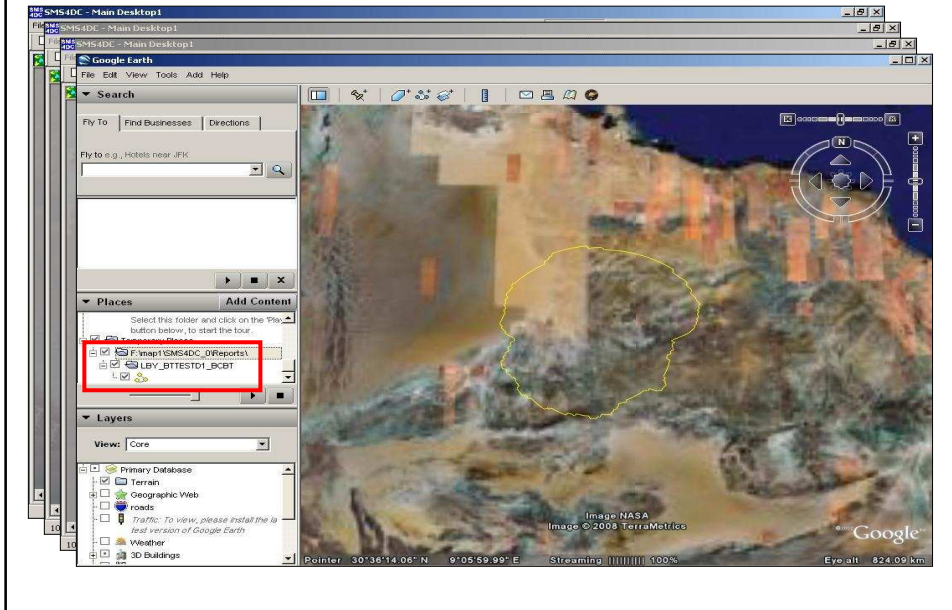 SMS4DC - Main Desktop1
SMS4DC - Main Desktop1
SMS4DC - Main Desktop1
Google Earth
File Edit View Tools Add Help
Search
Fly To Find Businesses Directions
Fly to e.g., Hotels near JFK
Places Add Content
Select this folder and click on the 'Play
button below, to start the tour.
Temporary Places
F:\map1\SMS4DC_0\Reports\
LBY_BTTESTD1_BCBT
Layers
View: Core
Primary Database
Terrain
Geographic Web
roads
Traffic: To view, please install the la
test version of Google Earth
Weather
3D Buildings
N
Image NASA
Image © 2008 TerraMetrics
Google
Pointer 30°36'14.06" N 9°05'59.99" E Streaming |||||||||| 100% Eye alt 824.09 km
10
10